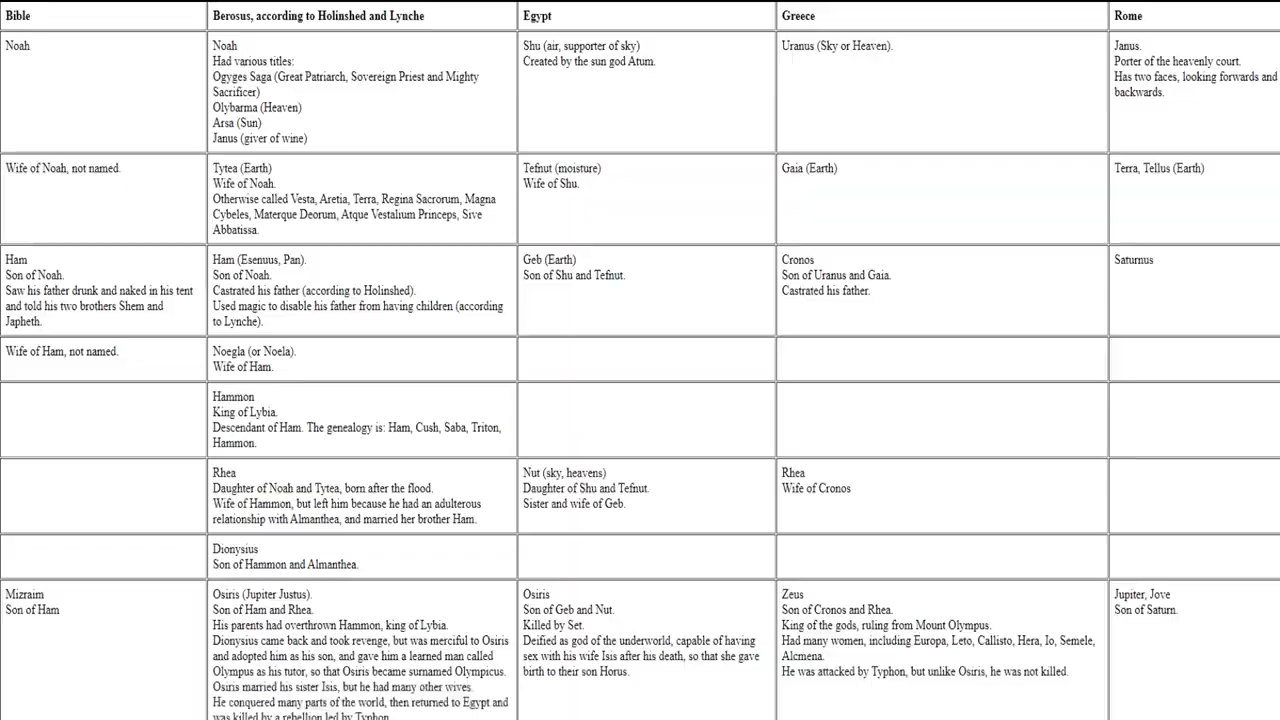 Bible
Berosus, according to Holinshed and Lynche
Egypt
Greece
Rome
Noah
Noah
Had various titles:
Ogyges Saga (Great Patriarch, Sovereign Priest and Mighty
Sacrificer)
Olybarma (Heaven)
Arsa (Sun)
Janus (giver of wine)
Shu (air, supporter of sky)
Created by the sun god Atum.
Uranus (Sky or Heaven).
Janus.
Porter of the heavenly court.
Has two faces, looking forwards and
backwards.
Wife of Noah, not named.
Tytea (Earth)
Wife of Noah.
Otherwise called Vesta, Aretia, Terra, Regina Sacrorum, Magna
Cybeles, Materque Deorum, Atque Vestalium Princeps, Sive
Abbatissa.
Tefnut (moisture)
Wife of Shu.
Gaia (Earth)
Terra, Tellus (Earth)
Ham
Son of Noah.
Saw his father drunk and naked in his tent
and told his two brothers Shem and
Japheth.
Ham (Esenuus, Pan).
Son of Noah.
Castrated his father (according to Holinshed).
Used magic to disable his father from having children (according
to Lynche).
Geb (Earth)
Son of Shu and Tefnut.
Cronos
Son of Uranus and Gaia.
Castrated his father.
Saturnus
Wife of Ham, not named.
Noegla (or Noela).
Wife of Ham.
Hammon
King of Lybia.
Descendant of Ham. The genealogy is: Ham, Cush, Saba, Triton,
Hammon.
Rhea
Daughter of Noah and Tytea, born after the flood.
Wife of Hammon, but left him because he had an adulterous
relationship with Almanthea, and married her brother Ham.
Nut (sky, heavens)
Daughter of Shu and Tefnut.
Sister and wife of Geb.
Rhea
Wife of Cronos
Dionysius
Son of Hammon and Almanthea.
Mizraim
Son of Ham
Osiris (Jupiter Justus).
Son of Ham and Rhea.
His parents had overthrown Hammon, king of Lybia.
Dionysius came back and took revenge, but was merciful to Osiris
and adopted him as his son, and gave him a learned man called
Olympus as his tutor, so that Osiris became surnamed Olympicus.
Osiris married his sister Isis, but he had many other wives.
He conquered many parts of the world, then returned to Egypt and
was killed by a rebellion led by Typhon.
Osiris
Son of Geb and Nut.
Killed by Set.
Deified as god of the underworld, capable of having
sex with his wife Isis after his death, so that she gave
birth to their son Horus.
Zeus
Son of Cronos and Rhea.
King of the gods, ruling from Mount Olympus.
Had many women, including Europa, Leto, Callisto, Hera, Io, Semele,
Alcmena.
He was attacked by Typhon, but unlike Osiris, he was not killed.
Jupiter, Jove
Son of Saturn.